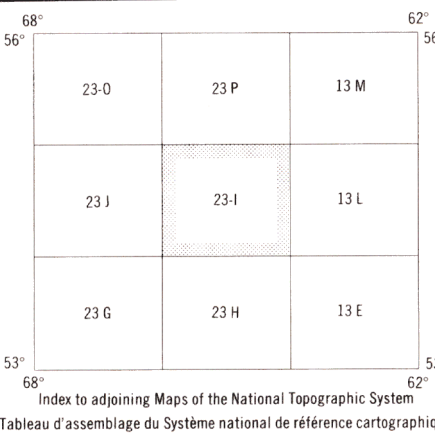 68° 62°
56° 56
23-O 23 P 13 M
23 J 23-I 13 L
23 G 23 H 13 E
53° 53
68° 62°
Index to adjoining Maps of the National Topographic System
Tableau d'assemblage du Système national de référence cartographiq